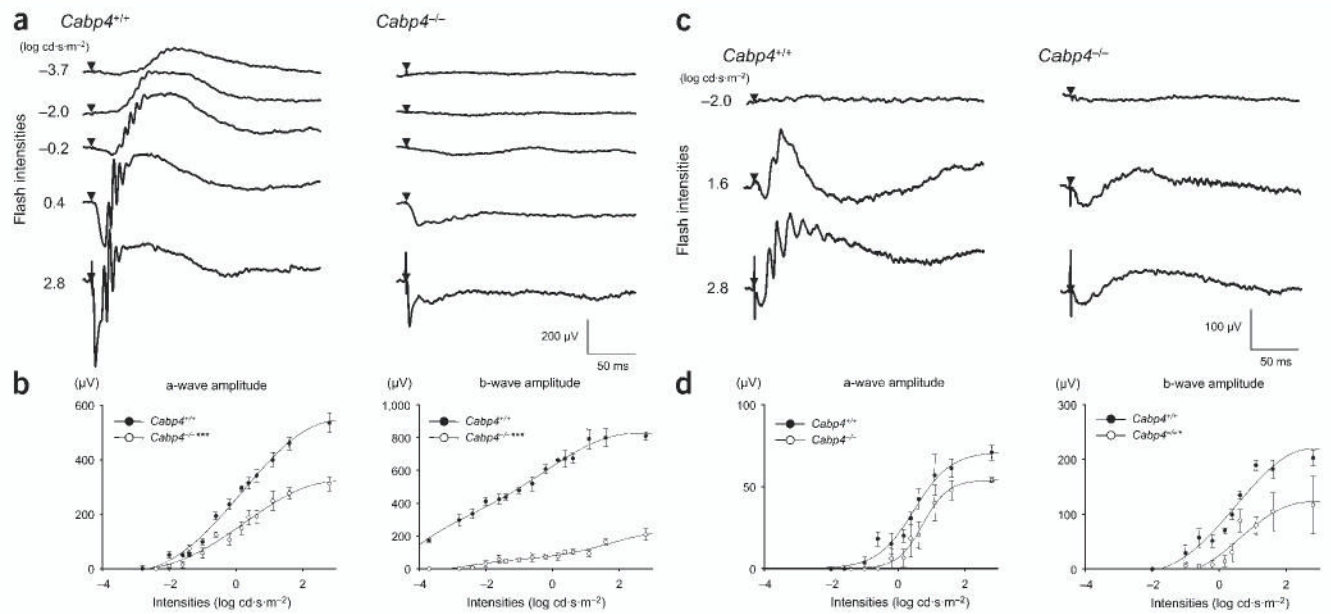 a
Cabp4+/+
Cabp4–/–
(log cd·s·m–2)
–3.7
–2.0
–0.2
0.4
2.8
Flash intensities
200 μV
50 ms
c
Cabp4+/+
Cabp4–/–
(log cd·s·m–2)
–2.0
1.6
2.8
Flash intensities
100 μV
50 ms
b
(μV)
a-wave amplitude
600
400
200
0
Cabp4+/+
Cabp4–/– ***
–4
–2
0
2
Intensities (log cd·s·m–2)
(μV)
b-wave amplitude
1,000
800
600
400
200
0
Cabp4+/+
Cabp4–/– ***
–4
–2
0
2
Intensities (log cd·s·m–2)
d
(μV)
a-wave amplitude
100
50
0
Cabp4+/+
Cabp4–/–
–4
–2
0
2
Intensities (log cd·s·m–2)
(μV)
b-wave amplitude
300
200
100
0
Cabp4+/+
Cabp4–/– *
–4
–2
0
2
Intensities (log cd·s·m–2)